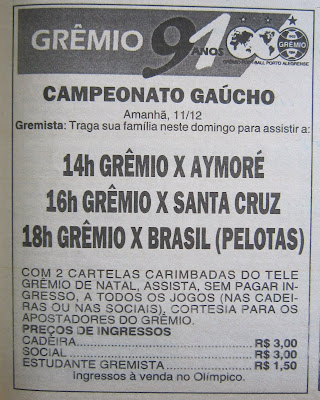 GRÊMIO 91 ANOS
GRÊMIO
GRÊMIO FOOT-BALL PORTO ALEGRENSE
CAMPEONATO GAÚCHO
Amanhã, 11/12
Gremista: Traga sua família neste domingo para assistir a:
14h GRÊMIO X AYMORÉ
16h GRÊMIO X SANTA CRUZ
18h GRÊMIO X BRASIL (PELOTAS)
COM 2 CARTELAS CARIMBADAS DO TELE
GRÊMIO DE NATAL, ASSISTA, SEM PAGAR IN-
GRESSO, A TODOS OS JOGOS (NAS CADEI-
RAS OU NAS SOCIAIS), CORTESIA PARA OS
APOSTADORES DO GRÊMIO.
PREÇOS DE INGRESSOS
CADEIRA R$ 3,00
SOCIAL R$ 3,00
ESTUDANTE GREMISTA R$ 1,50
Ingressos à venda no Olímpico.